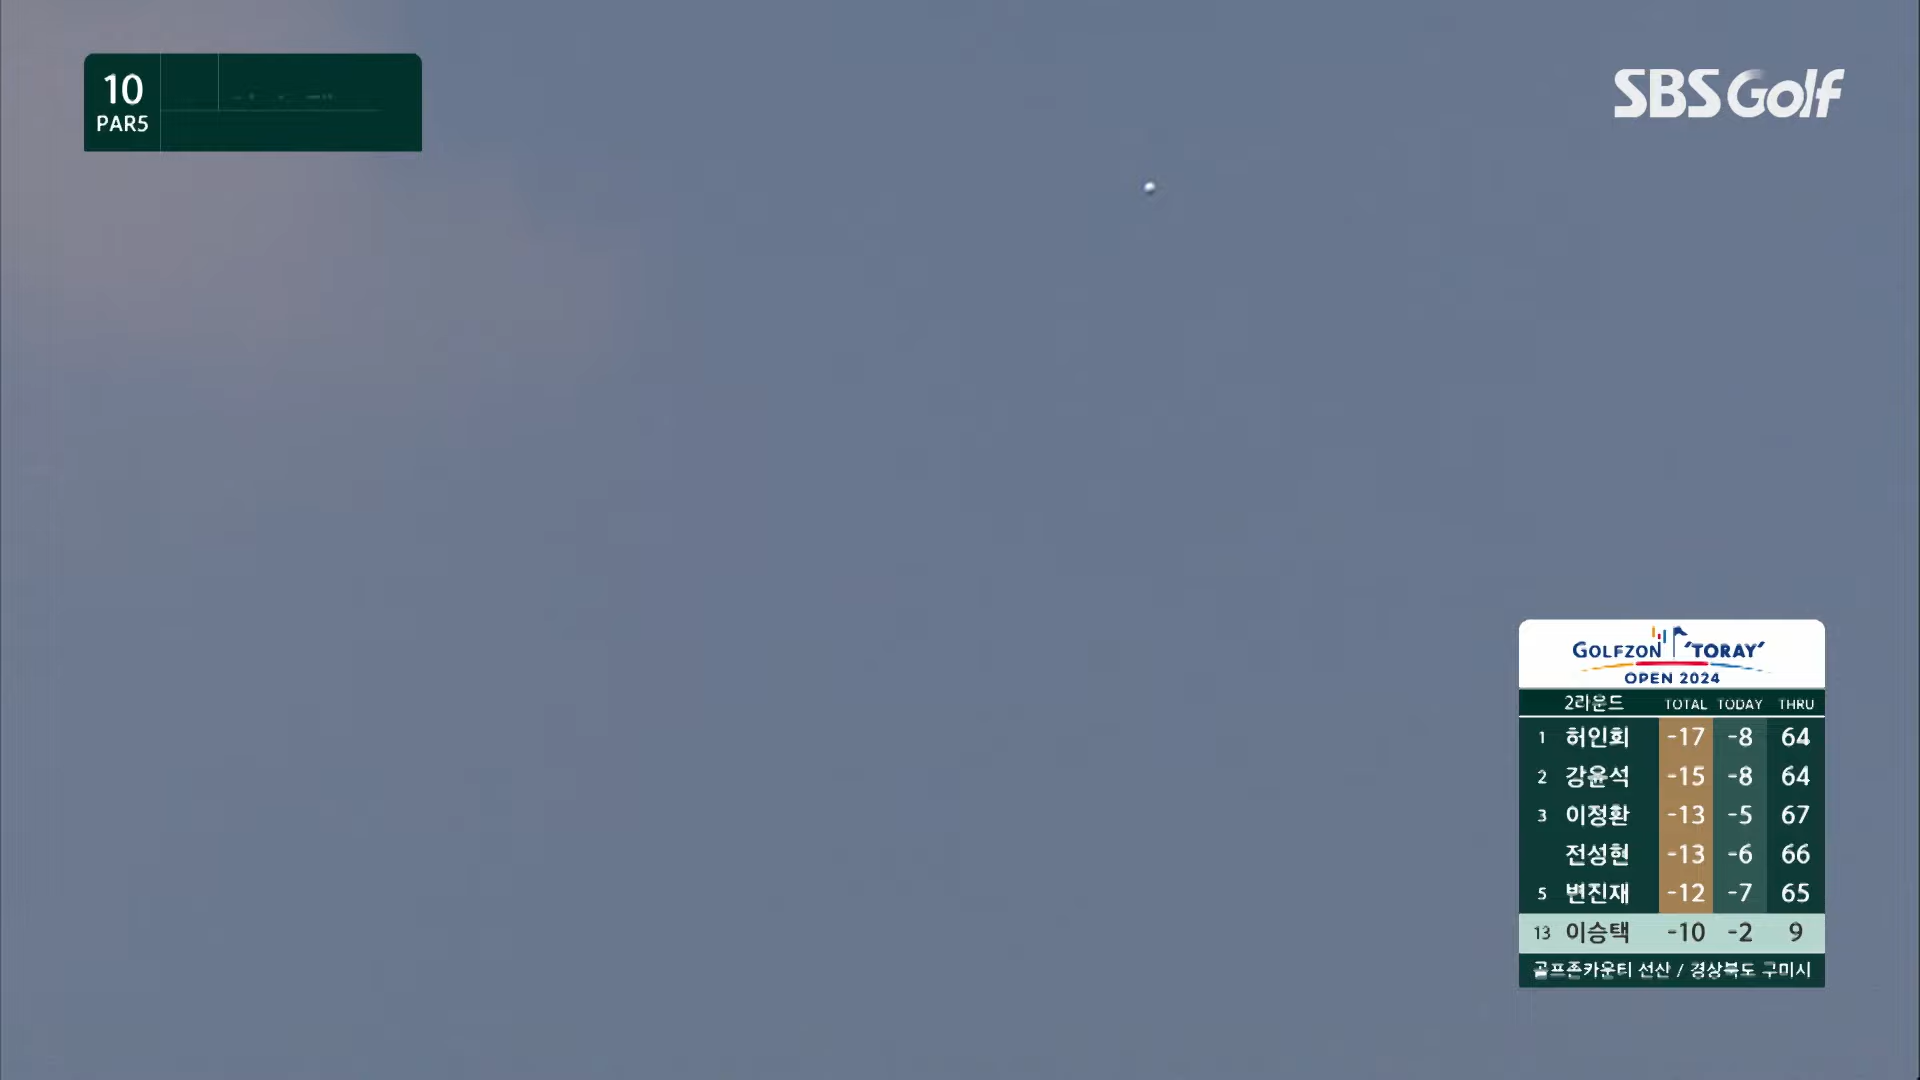 10
PAR5
SBS Golf
GOLFZON 'TORAY'
OPEN 2024
2라운드 TOTAL TODAY THRU
1 허인회 -17 -8 64
2 강윤석 -15 -8 64
3 이정환 -13 -5 67
전성현 -13 -6 66
5 변진재 -12 -7 65
13 이승택 -10 -2 9
골프존카운티 선산 / 경상북도 구미시